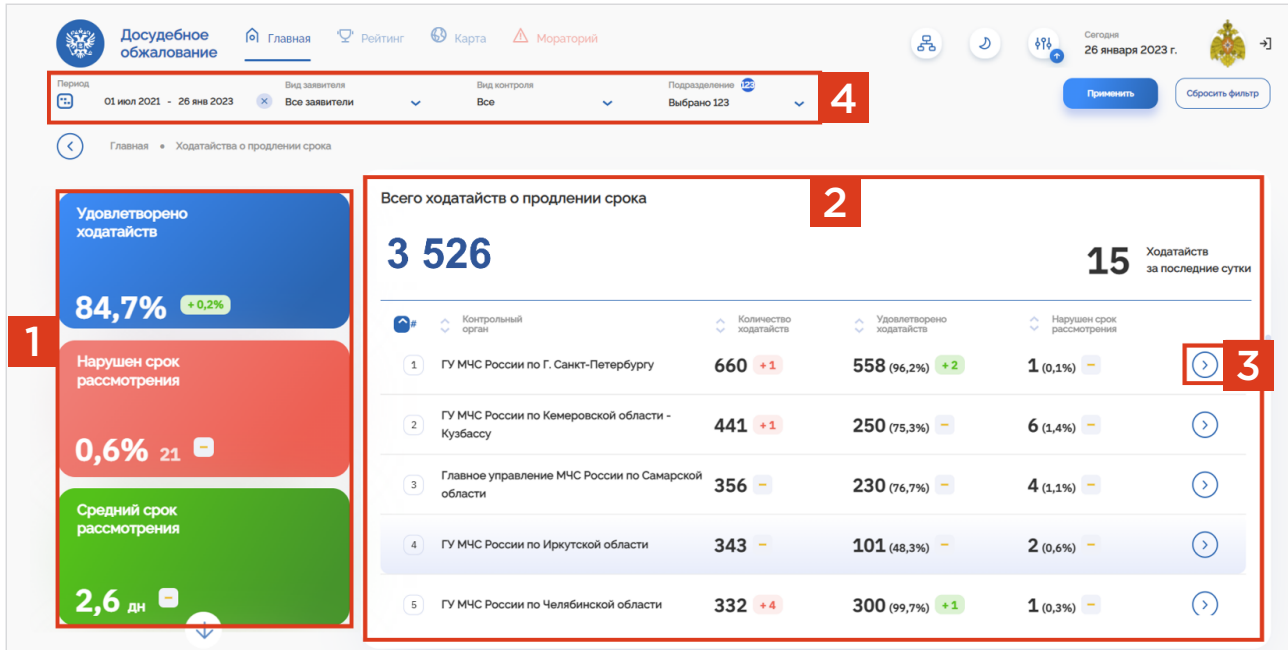 Досудебное
обжалование
Главная
Рейтинг
Карта
Мораторий
Сегодня
26 января 2023 г.
Период
01 июл 2021 - 26 янв 2023
Вид заявителя
Все заявители
Вид контроля
Все
Подразделение 123
Выбрано 123
4
Применить
Сбросить фильтр
Главная • Ходатайства о продлении срока
1
Удовлетворено
ходатайств
84,7% + 0,2%
Нарушен срок
рассмотрения
0,6% 21 –
Средний срок
рассмотрения
2,6 дн –
2
Всего ходатайств о продлении срока
3 526
15
Ходатайств
за последние сутки
#
Контрольный
орган
Количество
ходатайств
Удовлетворено
ходатайств
Нарушен срок
рассмотрения
1 ГУ МЧС России по Г. Санкт-Петербургу 660 +1 558 (96,2%) +2 1 (0,1%) –
3
2 ГУ МЧС России по Кемеровской области -
Кузбассу
441 +1 250 (75,3%) – 6 (1,4%) –
3 Главное управление МЧС России по Самарской
области
356 – 230 (76,7%) – 4 (1,1%) –
4 ГУ МЧС России по Иркутской области 343 – 101 (48,3%) – 2 (0,6%) –
5 ГУ МЧС России по Челябинской области 332 +4 300 (99,7%) +1 1 (0,3%) –